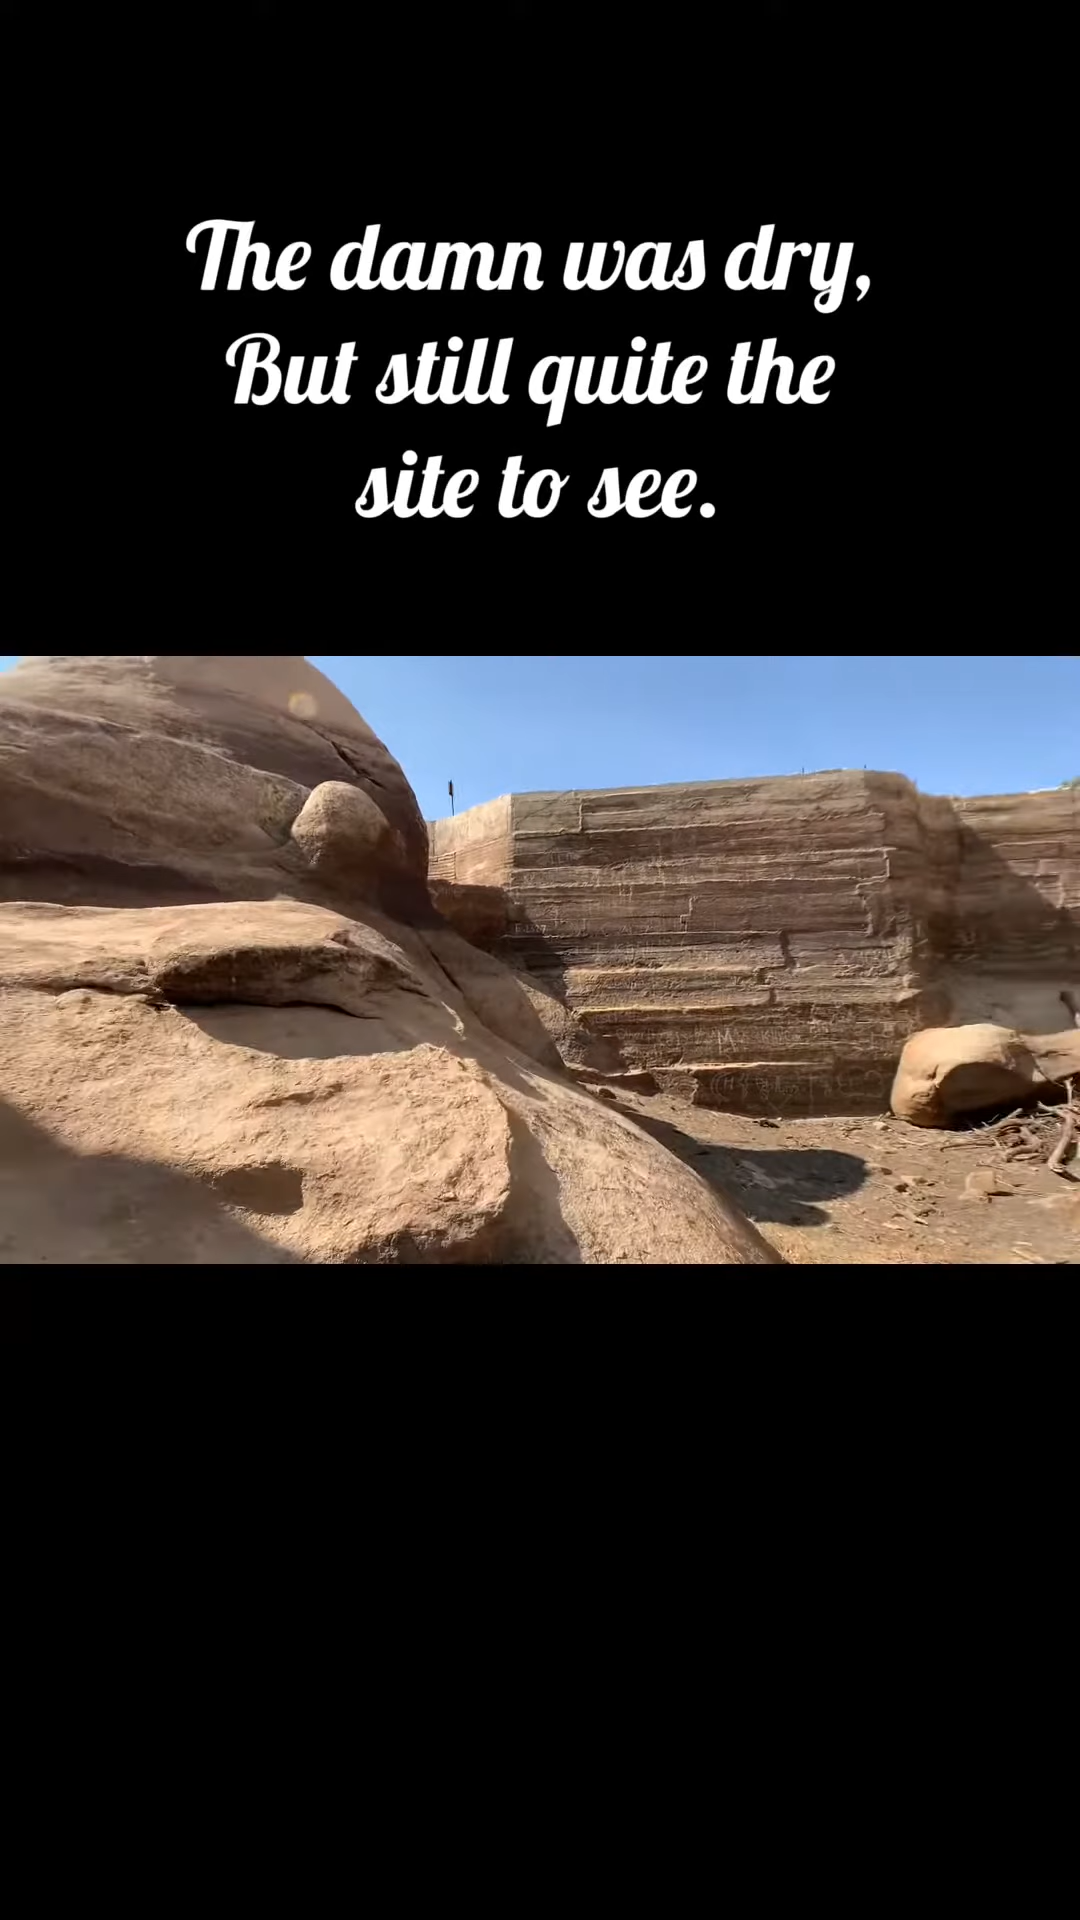 The damn was dry,
But still quite the
site to see.